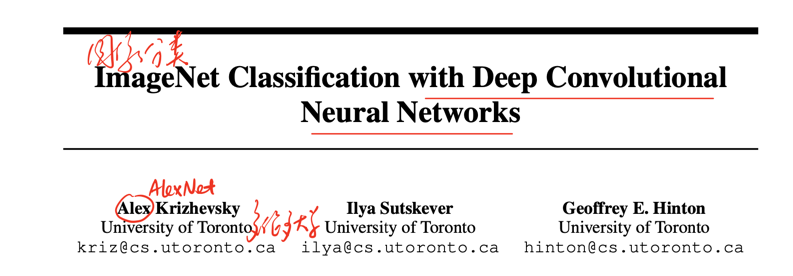 图像分类
ImageNet Classification with Deep Convolutional
Neural Networks
AlexNet
Alex Krizhevsky
University of Toronto
kriz@cs.utoronto.ca
多伦多大学
Ilya Sutskever
University of Toronto
ilya@cs.utoronto.ca
Geoffrey E. Hinton
University of Toronto
hinton@cs.utoronto.ca